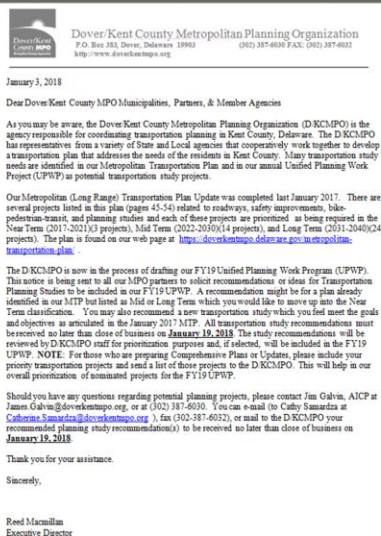 Dover/Kent County MPO
Dover/Kent County Metropolitan Planning Organization
P.O. Box 383, Dover, Delaware 19903 (302) 387-6030 FAX: (302) 387-6032
http://www.doverkentmpo.org
January 3, 2018
Dear Dover/Kent County MPO Municipalities, Partners, & Member Agencies
As you may be aware, the Dover/Kent County Metropolitan Planning Organization (D/KCMPO) is the
agency responsible for coordinating transportation planning in Kent County, Delaware. The D/KCMPO
has representatives from a variety of State and Local agencies that cooperatively work together to develop
a transportation plan that addresses the needs of the residents in Kent County. Many transportation study
needs are identified in our Metropolitan Transportation Plan and in our annual Unified Planning Work
Project (UPWP) as potential transportation study projects.
Our Metropolitan (Long Range) Transportation Plan Update was completed last January 2017. There are
several projects listed in this plan (pages 45-54) related to roadways, safety improvements, bike-
pedestrian-transit, and planning studies and each of these projects are prioritized as being required in the
Near Term (2017-2021)(3 projects), Mid Term (2022-2030)(14 projects), and Long Term (2031-2040)(24
projects). The plan is found on our web page at https://doverkentmpo.delaware.gov/metropolitan-
transportation-plan/ .
The D/KCMPO is now in the process of drafting our FY19 Unified Planning Work Program (UPWP).
This notice is being sent to all our MPO partners to solicit recommendations or ideas for Transportation
Planning Studies to be included in our FY19 UPWP. A recommendation might be for a plan already
identified in our MTP but listed as Mid or Long Term which you would like to move up into the Near
Term classification. You may also recommend a new transportation study which you feel meet the goals
and objectives as articulated in the January 2017 MTP. All transportation study recommendations must
be received no later than close of business on January 19, 2018. The study recommendations will be
reviewed by D/KCMPO staff for prioritization purposes and, if selected, will be included in the FY19
UPWP. NOTE: For those who are preparing Comprehensive Plans or Updates, please include your
priority transportation projects and send a list of those projects to the D/KCMPO. This will help in our
overall prioritization of nominated projects for the FY19 UPWP.
Should you have any questions regarding potential planning projects, please contact Jim Galvin, AICP at
James.Galvin@doverkentmpo.org, or at (302) 387-6030. You can e-mail (to Cathy Samardza at
Catherine.Samardza@doverkentmpo.org ), fax (302-387-6032), or mail to the D/KCMPO your
recommended planning study recommendation(s) to be received no later than close of business on
January 19, 2018.
Thank you for your assistance.
Sincerely,
Reed Macmillan
Executive Director